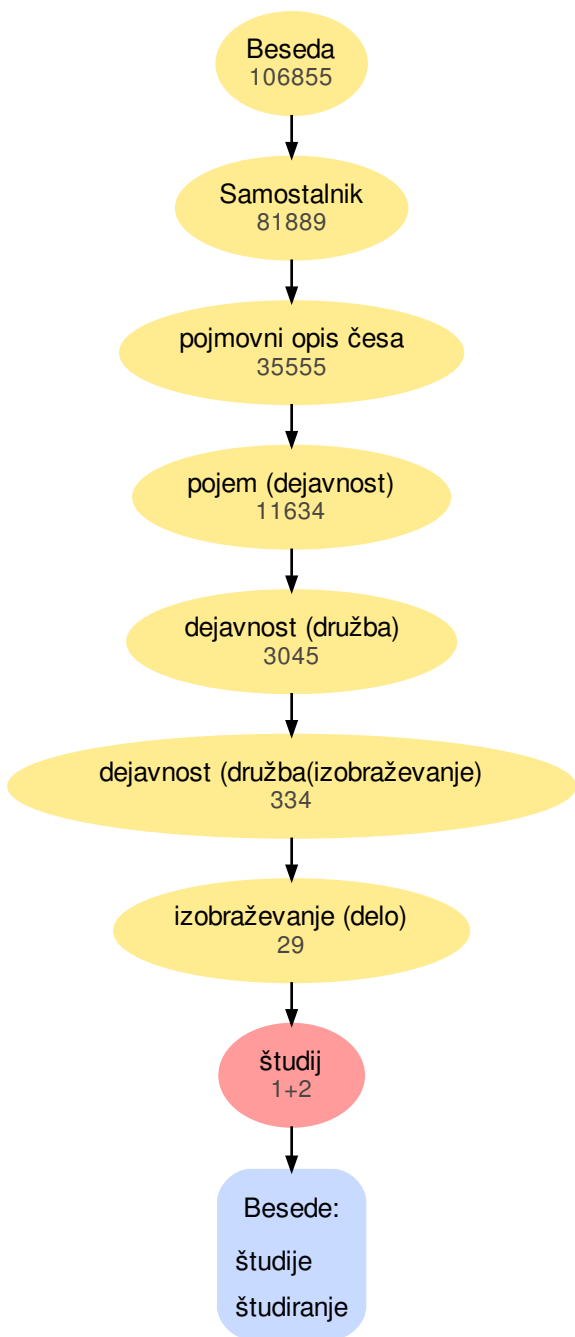 Beseda
106855
Samostalnik
81889
pojmovni opis česa
35555
pojem (dejavnost)
11634
dejavnost (družba)
3045
dejavnost (družba(izobraževanje)
334
izobraževanje (delo)
29
študij
1+2
Besede:
študije
študiranje